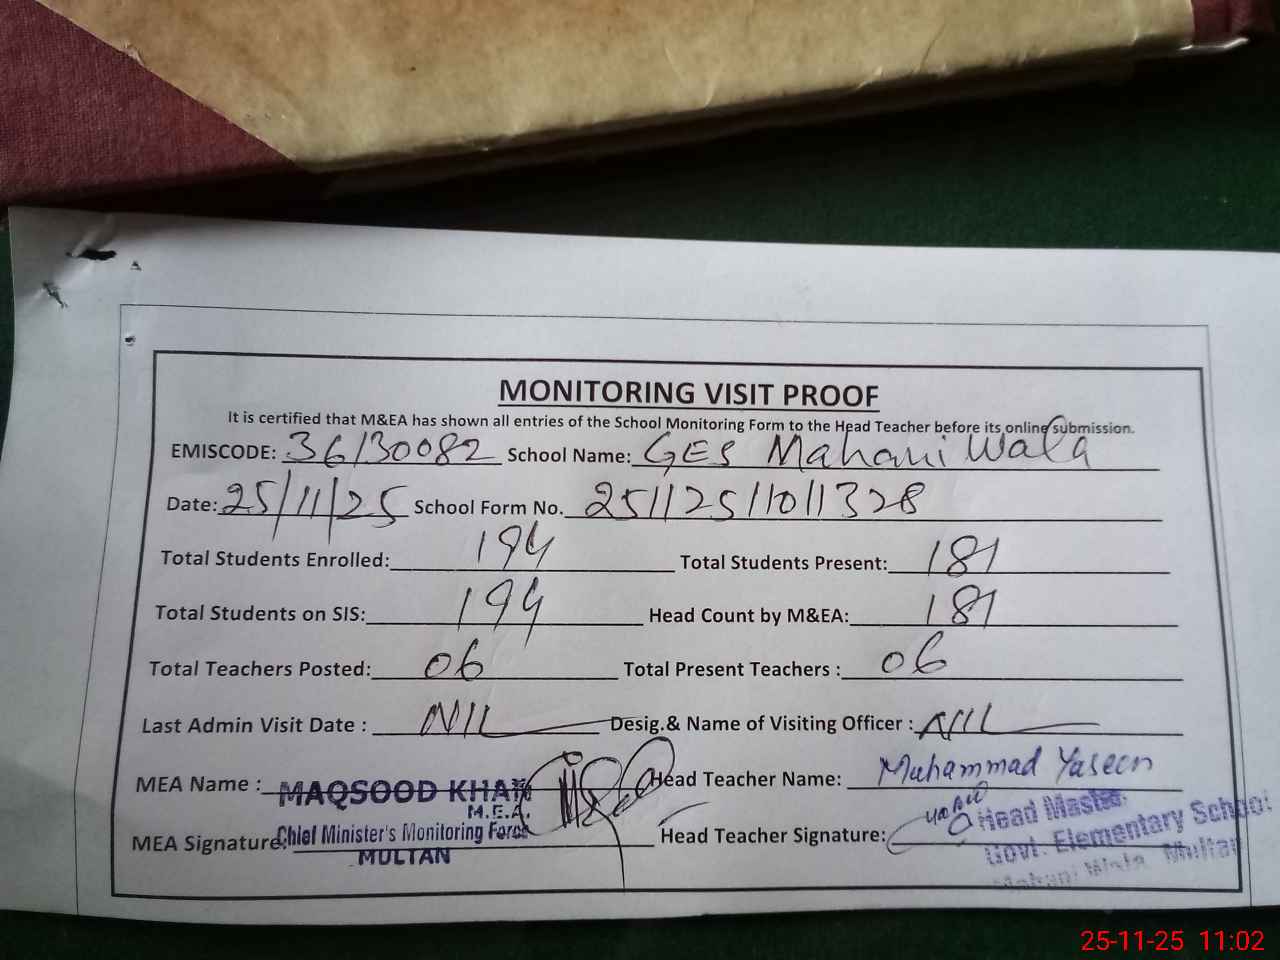 MONITORING VISIT PROOF
It is certified that M&EA has shown all entries of the School Monitoring Form to the Head Teacher before its online submission.
EMISCODE: 36130082 School Name: GES Mahani Wala
Date: 25/11/25 School Form No. 251125/1011328
Total Students Enrolled: 194 Total Students Present: 181
Total Students on SIS: 194 Head Count by M&EA: 181
Total Teachers Posted: 06 Total Present Teachers : 06
Last Admin Visit Date : NIL Desig.& Name of Visiting Officer : NIL
MEA Name : MAQSOOD KHAN Head Teacher Name: Muhammad Yaseen
M.E.A.
MEA Signature: Chief Minister's Monitoring Force Head Teacher Signature: Head Master
MULTAN Govt. Elementary School
Mahani Wala Multan
25-11-25 11:02